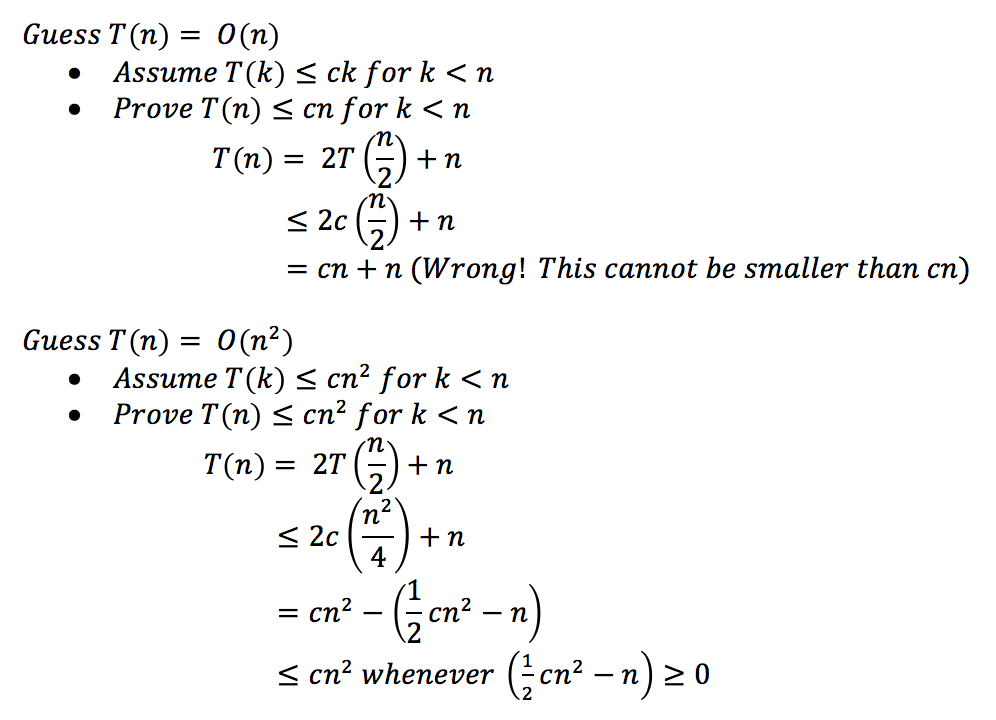 Guess T(n) = O(n)
• Assume T(k) ≤ ck for k < n
• Prove T(n) ≤ cn for k < n
T(n) = 2T(n/2) + n
≤ 2c(n/2) + n
= cn + n (Wrong! This cannot be smaller than cn)
Guess T(n) = O(n²)
• Assume T(k) ≤ cn² for k < n
• Prove T(n) ≤ cn² for k < n
T(n) = 2T(n/2) + n
≤ 2c(n²/4) + n
= cn² − (1/2 cn² − n)
≤ cn² whenever (1/2 cn² − n) ≥ 0